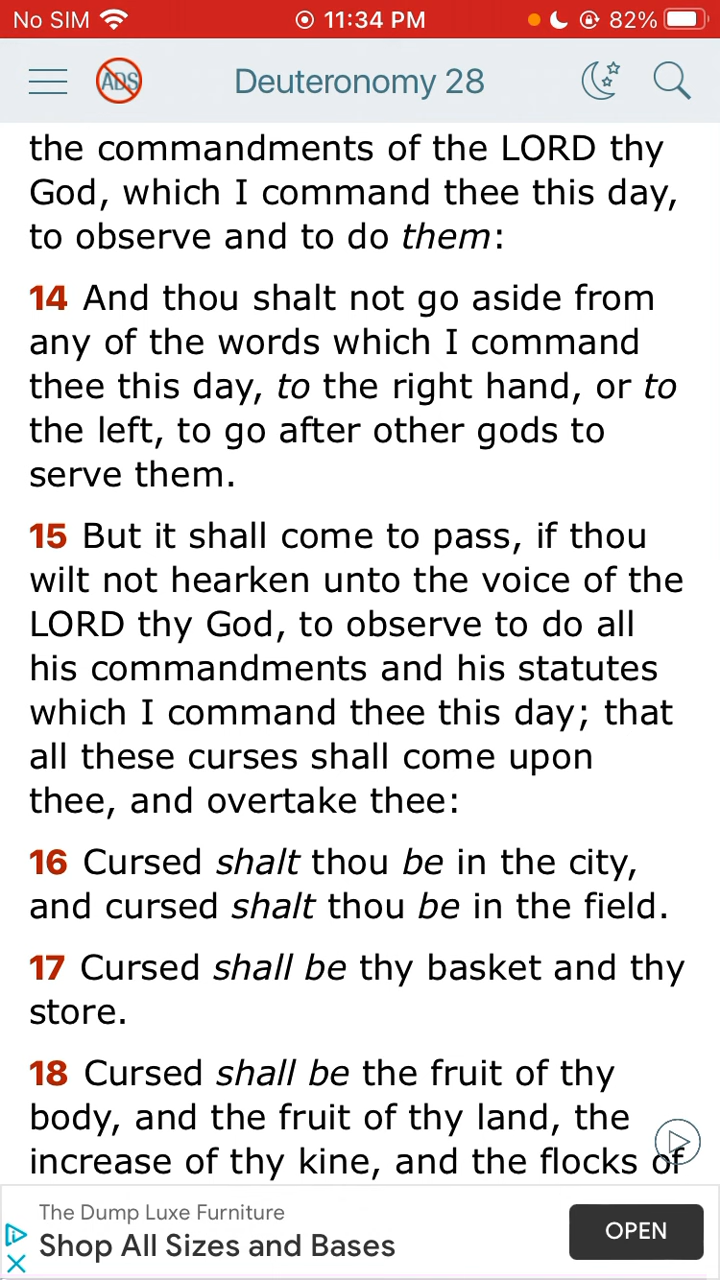 No SIM 11:34 PM 82%
ADS Deuteronomy 28
the commandments of the LORD thy
God, which I command thee this day,
to observe and to do them:
14 And thou shalt not go aside from
any of the words which I command
thee this day, to the right hand, or to
the left, to go after other gods to
serve them.
15 But it shall come to pass, if thou
wilt not hearken unto the voice of the
LORD thy God, to observe to do all
his commandments and his statutes
which I command thee this day; that
all these curses shall come upon
thee, and overtake thee:
16 Cursed shalt thou be in the city,
and cursed shalt thou be in the field.
17 Cursed shall be thy basket and thy
store.
18 Cursed shall be the fruit of thy
body, and the fruit of thy land, the
increase of thy kine, and the flocks of
The Dump Luxe Furniture
Shop All Sizes and Bases
OPEN